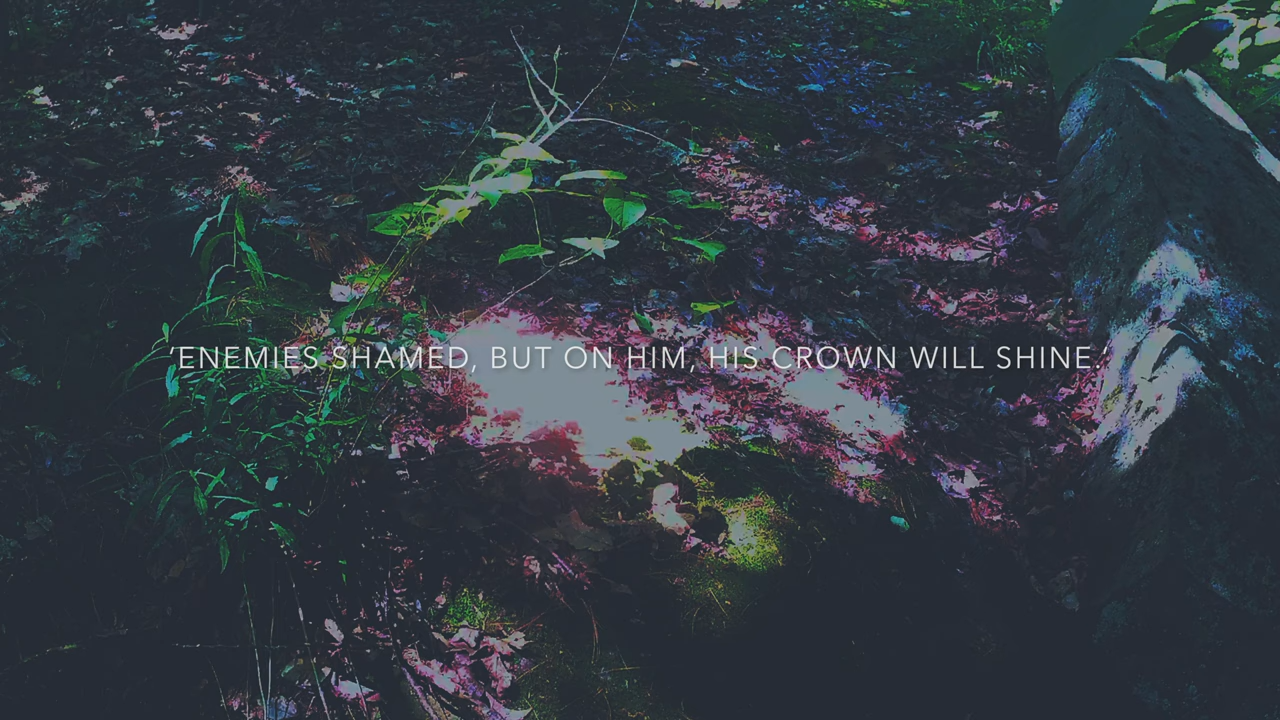 ‘ENEMIES SHAMED, BUT ON HIM, HIS CROWN WILL SHINE.’